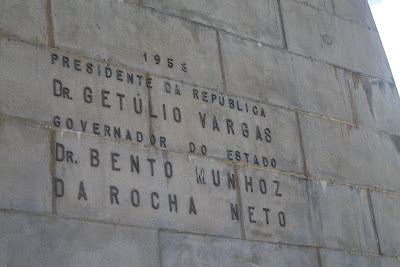 1953
PRESIDENTE DA REPÚBLICA
DR. GETÚLIO VARGAS
GOVERNADOR DO ESTADO
DR. BENTO MUNHOZ
DA ROCHA NETO